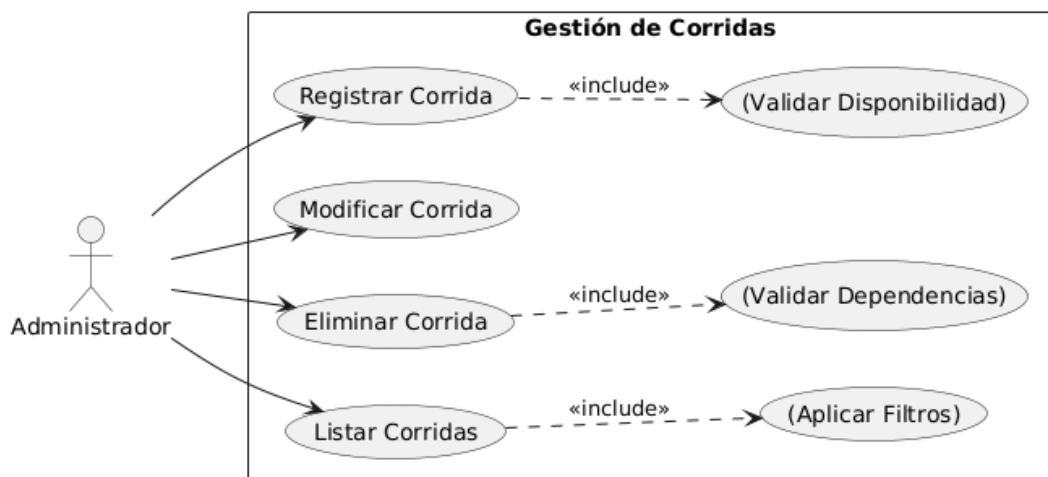 Gestión de Corridas
Registrar Corrida
«include»
(Validar Disponibilidad)
Modificar Corrida
Administrador
Eliminar Corrida
«include»
(Validar Dependencias)
Listar Corridas
«include»
(Aplicar Filtros)